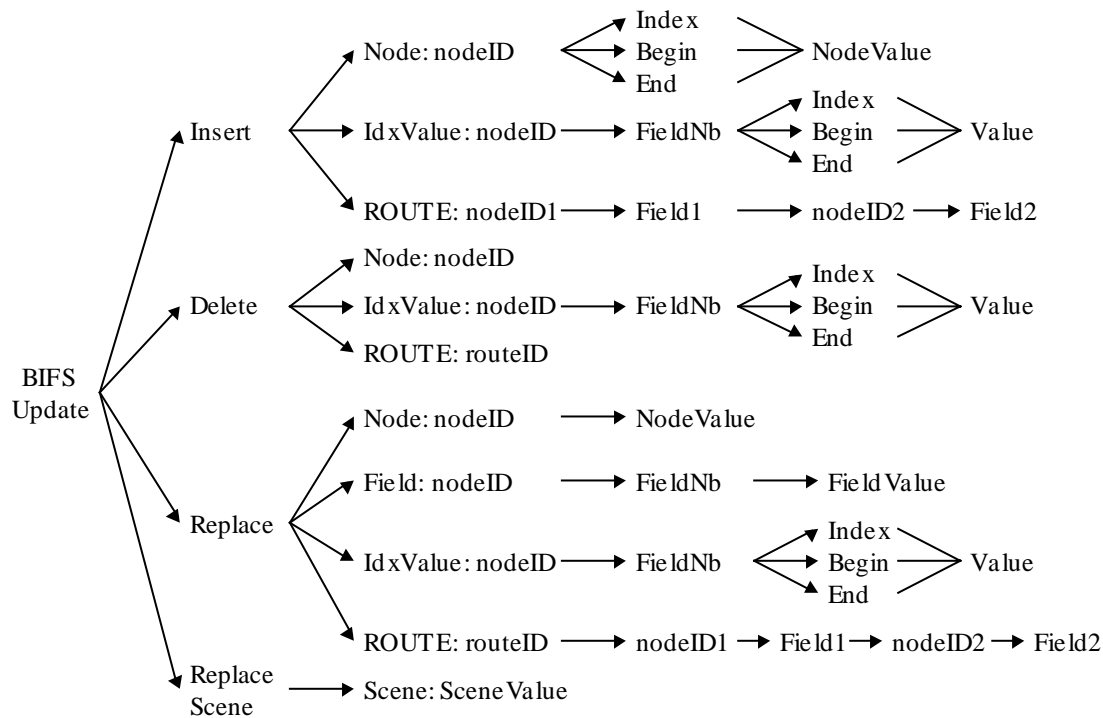 Index
Node: nodeID Begin NodeValue
End
Index
Insert IdxValue: nodeID FieldNb Begin Value
End
ROUTE: nodeID1 Field1 nodeID2 Field2
Node: nodeID
Index
Delete IdxValue: nodeID FieldNb Begin Value
End
ROUTE: routeID
BIFS
Update
Node: nodeID NodeValue
Field: nodeID FieldNb FieldValue
Replace
Index
IdxValue: nodeID FieldNb Begin Value
End
ROUTE: routeID nodeID1 Field1 nodeID2 Field2
Replace
Scene
Scene: SceneValue